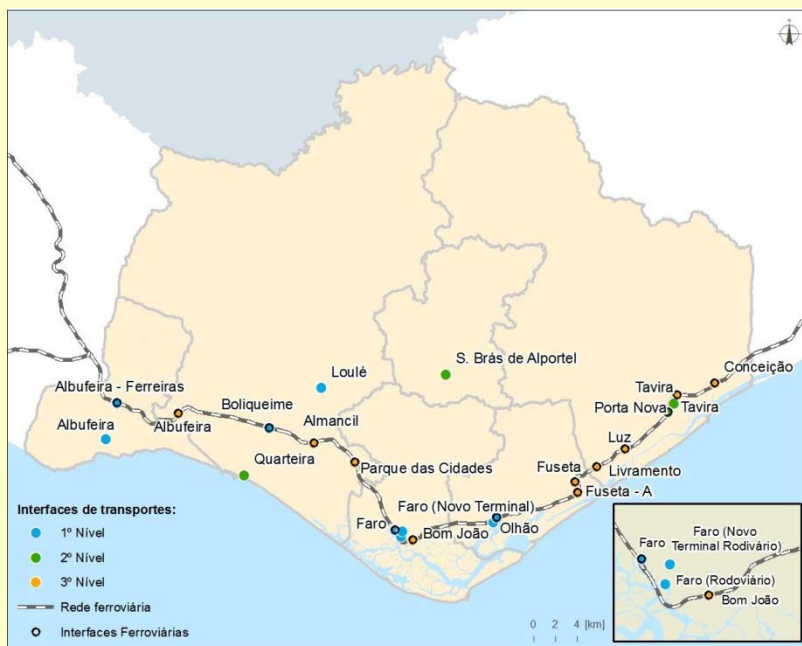 N
Loulé
S. Brás de Alportel
Conceição
Tavira
Albufeira - Ferreiras
Porta Nova
Tavira
Boliqueime
Albufeira
Albufeira
Almancil
Luz
Quarteira
Parque das Cidades
Fuseta
Livramento
Fuseta - A
Faro (Novo Terminal)
Faro
Olhão
Bom João
Interfaces de transportes:
1º Nível
2º Nível
3º Nível
Rede ferroviária
Interfaces Ferroviárias
0 2 4 [km]
Faro (Novo
Terminal Rodivário)
Faro
Faro (Rodoviário)
Bom João